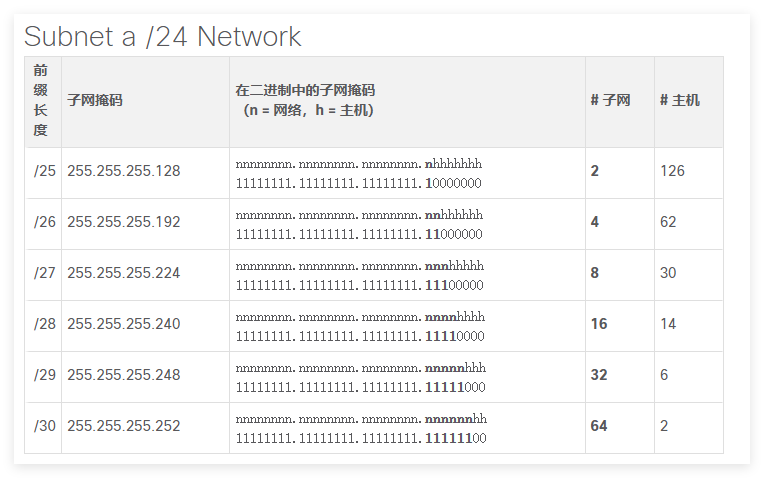 Subnet a /24 Network
前缀长度 子网掩码 在二进制中的子网掩码
（n = 网络，h = 主机） # 子网 # 主机
/25 255.255.255.128 nnnnnnnn.nnnnnnnn.nnnnnnnn.nhhhhhhh
11111111.11111111.11111111.10000000 2 126
/26 255.255.255.192 nnnnnnnn.nnnnnnnn.nnnnnnnn.nnhhhhhh
11111111.11111111.11111111.11000000 4 62
/27 255.255.255.224 nnnnnnnn.nnnnnnnn.nnnnnnnn.nnnhhhhh
11111111.11111111.11111111.11100000 8 30
/28 255.255.255.240 nnnnnnnn.nnnnnnnn.nnnnnnnn.nnnnhhhh
11111111.11111111.11111111.11110000 16 14
/29 255.255.255.248 nnnnnnnn.nnnnnnnn.nnnnnnnn.nnnnnhhh
11111111.11111111.11111111.11111000 32 6
/30 255.255.255.252 nnnnnnnn.nnnnnnnn.nnnnnnnn.nnnnnnhh
11111111.11111111.11111111.11111100 64 2